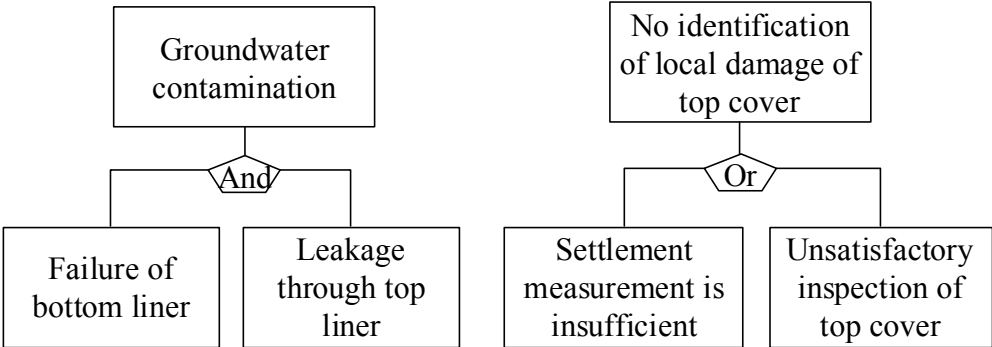 Groundwater
contamination
And
Failure of
bottom liner
Leakage
through top
liner
No identification
of local damage of
top cover
Or
Settlement
measurement is
insufficient
Unsatisfactory
inspection of
top cover